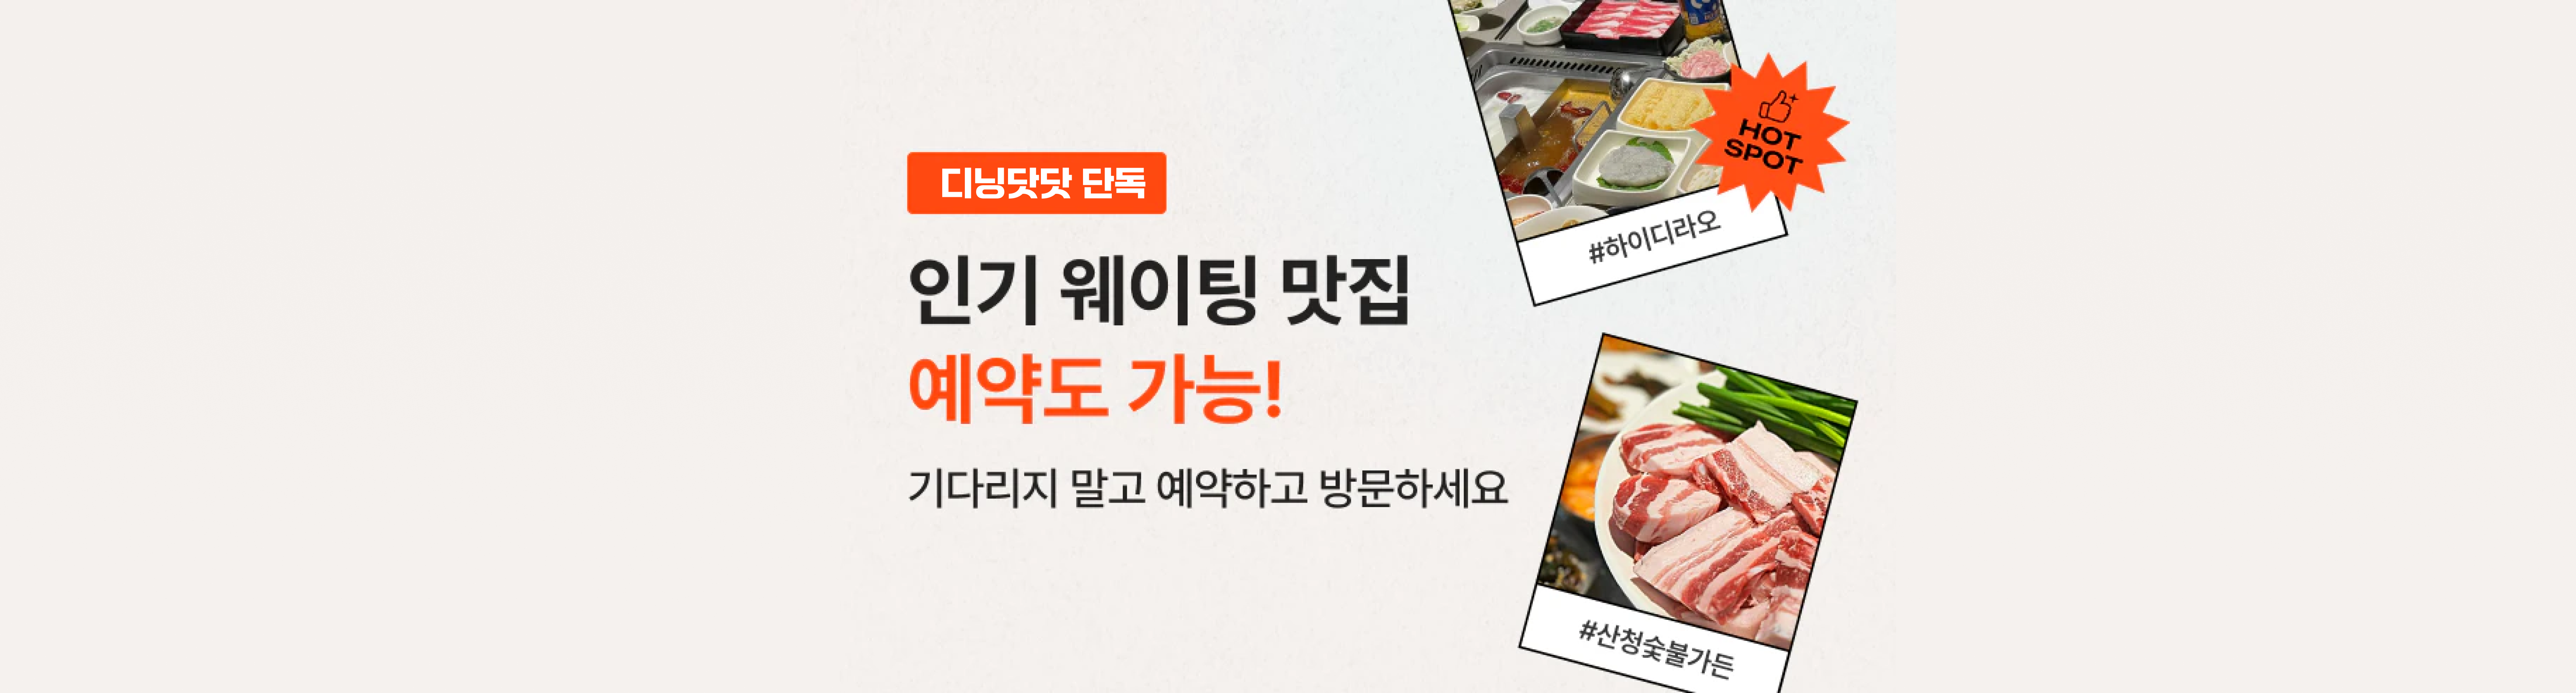 디닝닷닷 단독
인기 웨이팅 맛집
예약도 가능!
기다리지 말고 예약하고 방문하세요
HOT
SPOT
#하이디라오
#산청숯불가든